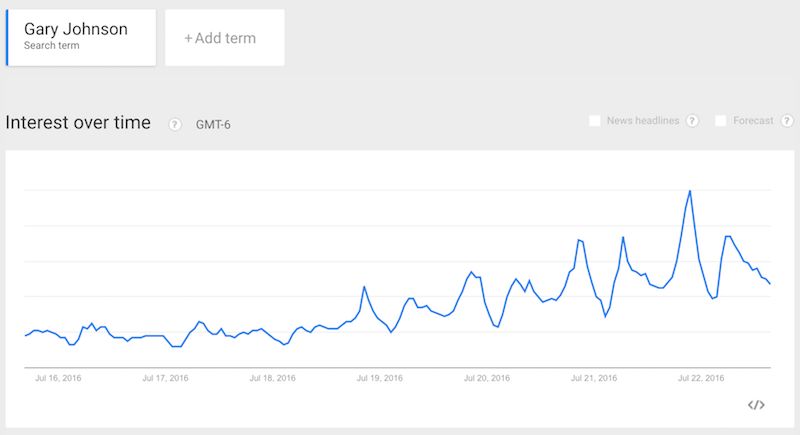 Gary Johnson
Search term
+ Add term
Interest over time ? GMT-6
News headlines ? Forecast ?
Jul 16, 2016 Jul 17, 2016 Jul 18, 2016 Jul 19, 2016 Jul 20, 2016 Jul 21, 2016 Jul 22, 2016
</>